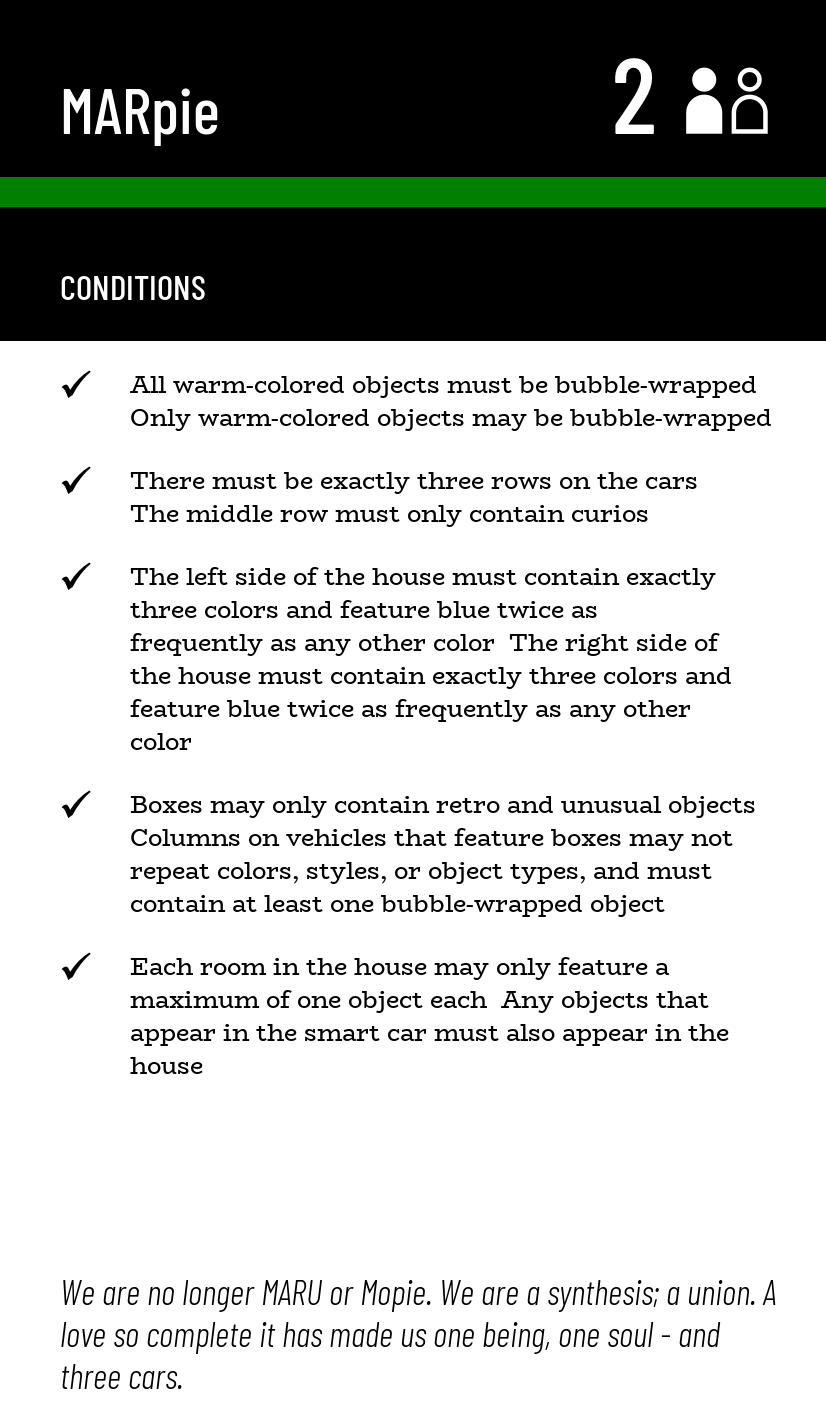 MARpie
2
CONDITIONS
All warm-colored objects must be bubble-wrapped
Only warm-colored objects may be bubble-wrapped
There must be exactly three rows on the cars
The middle row must only contain curios
The left side of the house must contain exactly
three colors and feature blue twice as
frequently as any other color  The right side of
the house must contain exactly three colors and
feature blue twice as frequently as any other
color
Boxes may only contain retro and unusual objects
Columns on vehicles that feature boxes may not
repeat colors, styles, or object types, and must
contain at least one bubble-wrapped object
Each room in the house may only feature a
maximum of one object each  Any objects that
appear in the smart car must also appear in the
house
We are no longer MARU or Mopie. We are a synthesis; a union. A
love so complete it has made us one being, one soul - and
three cars.